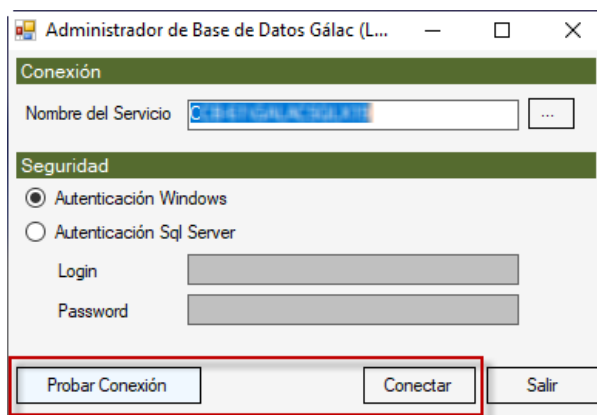 Administrador de Base de Datos Gálac (L...
Conexión
Nombre del Servicio
...
Seguridad
Autenticación Windows
Autenticación Sql Server
Login
Password
Probar Conexión Conectar Salir